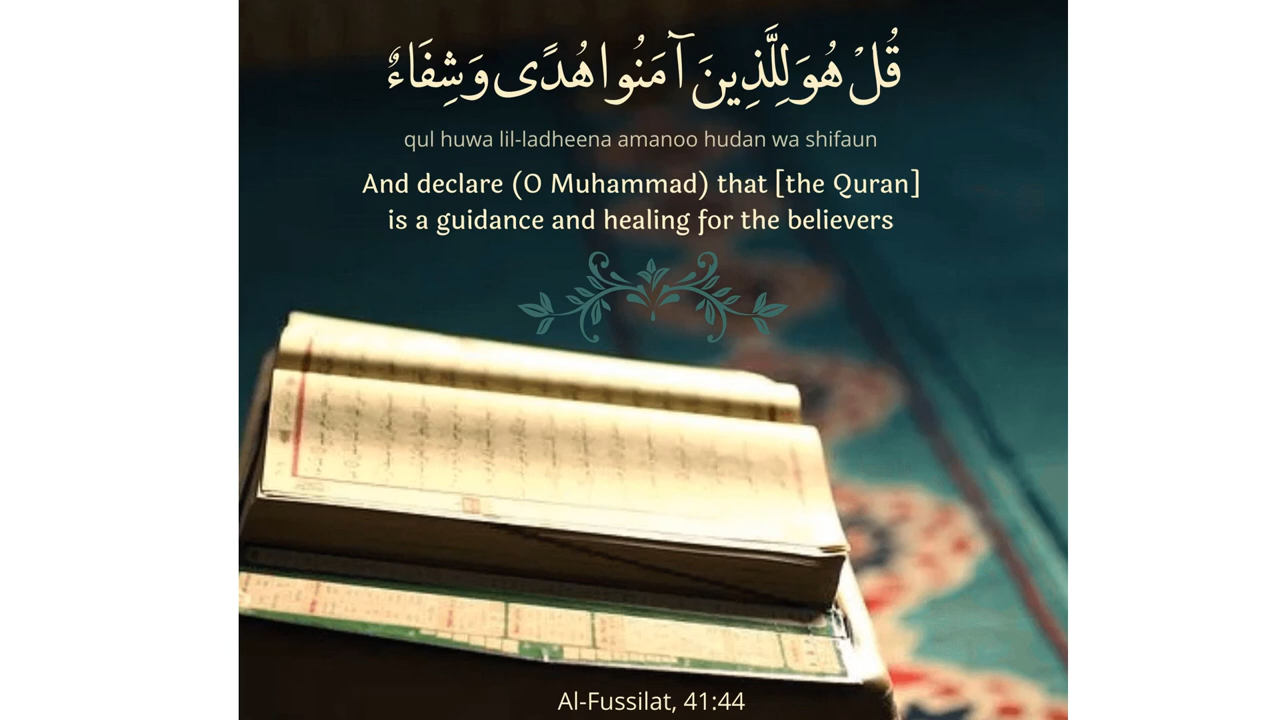 قُلْ هُوَ لِلَّذِينَ آمَنُوا هُدًى وَشِفَاءٌ
qul huwa lil-ladheena amanoo hudan wa shifaun
And declare (O Muhammad) that [the Quran]
is a guidance and healing for the believers
Al-Fussilat, 41:44